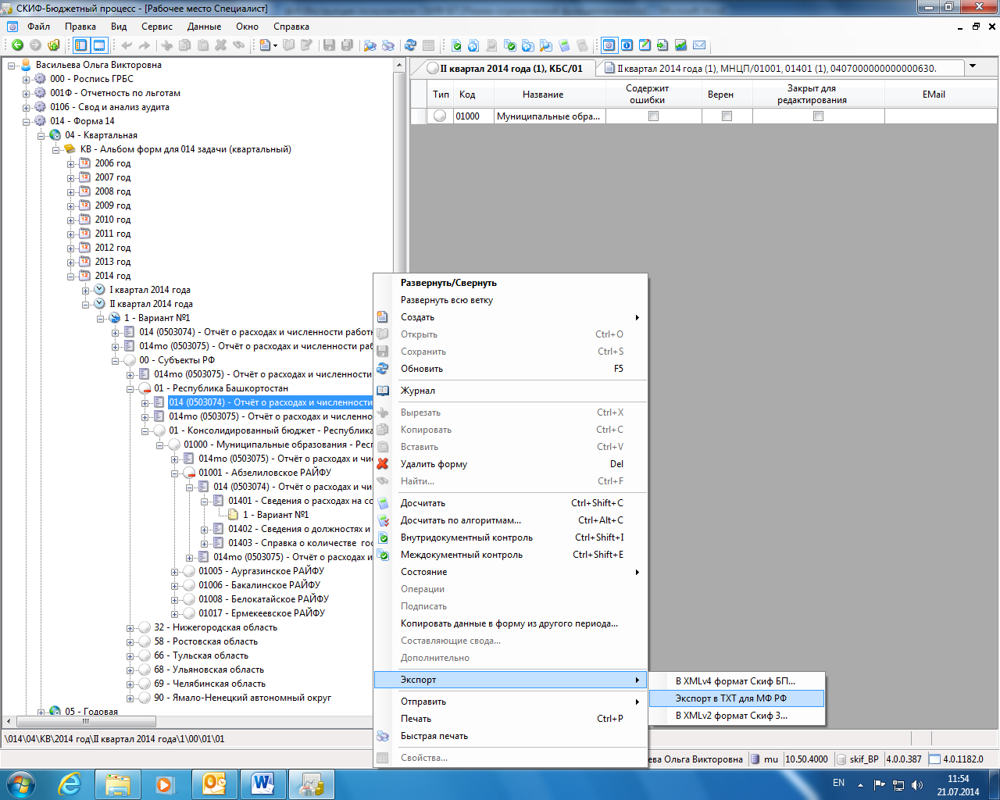 СКИФ-Бюджетный процесс - [Рабочее место Специалист]
Файл Правка Вид Сервис Данные Окно Справка
Васильева Ольга Викторовна
000 - Роспись ГРБС
001Ф - Отчетность по льготам
0106 - Свод и анализ аудита
014 - Форма 14
04 - Квартальная
КВ - Альбом форм для 014 задачи (квартальный)
2006 год
2007 год
2008 год
2009 год
2010 год
2011 год
2012 год
2013 год
2014 год
I квартал 2014 года
II квартал 2014 года
1 - Вариант №1
014 (0503074) - Отчёт о расходах и численности работн
014mo (0503075) - Отчёт о расходах и численности раб
00 - Субъекты РФ
014mo (0503075) - Отчёт о расходах и численности
01 - Республика Башкортостан
014 (0503074) - Отчёт о расходах и численности
014mo (0503075) - Отчёт о расходах и численно
01 - Консолидированный бюджет - Республика
01000 - Муниципальные образования - Рес
014mo (0503075) - Отчёт о расходах и чис
01001 - Абзелиловское РАЙФУ
014 (0503074) - Отчёт о расходах и чи
01401 - Сведения о расходах на со
1 - Вариант №1
01402 - Сведения о должностях и
01403 - Справка о количестве гос
014mo (0503075) - Отчёт о расходах и
01005 - Аургазинское РАЙФУ
01006 - Бакалинское РАЙФУ
01008 - Белокатайское РАЙФУ
01017 - Ермекеевское РАЙФУ
32 - Нижегородская область
58 - Ростовская область
66 - Тульская область
68 - Ульяновская область
69 - Челябинская область
90 - Ямало-Ненецкий автономный округ
05 - Годовая
II квартал 2014 года (1), КБС/01
II квартал 2014 года (1), МНЦП/01001, 01401 (1), 0407000000000000630.
Тип Код Название Содержит ошибки Верен Закрыт для редактирования EMail
01000 Муниципальные обра...
Развернуть/Свернуть
Развернуть всю ветку
Создать
Открыть Ctrl+O
Сохранить Ctrl+S
Обновить F5
Журнал
Вырезать Ctrl+X
Копировать Ctrl+C
Вставить Ctrl+V
Удалить форму Del
Найти... Ctrl+F
Досчитать Ctrl+Shift+C
Досчитать по алгоритмам... Ctrl+Alt+C
Внутридокументный контроль Ctrl+Shift+I
Междокументный контроль Ctrl+Shift+E
Состояние
Операции
Подписать
Копировать данные в форму из другого периода...
Составляющие свода...
Дополнительно
Экспорт
Отправить
Печать Ctrl+P
Быстрая печать
Свойства...
В XMLv4 формат Скиф БП...
Экспорт в TXT для МФ РФ
В XMLv2 формат Скиф 3...
\014\04\КВ\2014 год\II квартал 2014 года\1\00\01\01
ева Ольга Викторовна mu 10.50.4000 skif_BP 4.0.0.387 4.0.1182.0
EN 11:54
21.07.2014